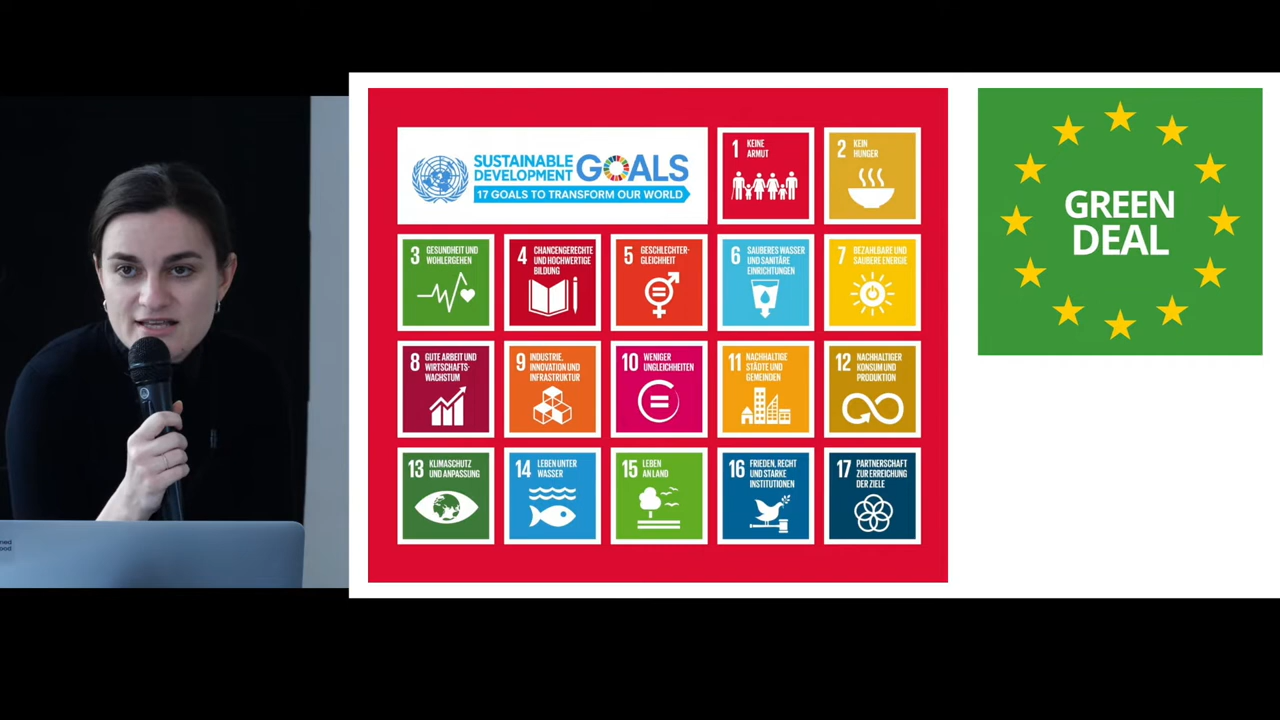 SUSTAINABLE
DEVELOPMENT
GOALS
17 GOALS TO TRANSFORM OUR WORLD
1 KEINE
ARMUT
2 KEIN
HUNGER
3 GESUNDHEIT UND
WOHLERGEHEN
4 CHANCENGERECHTE
UND HOCHWERTIGE
BILDUNG
5 GESCHLECHTER-
GLEICHHEIT
6 SAUBERES WASSER
UND SANITÄRE
EINRICHTUNGEN
7 BEZAHLBARE UND
SAUBERE ENERGIE
8 GUTE ARBEIT UND
WIRTSCHAFTS-
WACHSTUM
9 INDUSTRIE,
INNOVATION UND
INFRASTRUKTUR
10 WENIGER
UNGLEICHHEITEN
11 NACHHALTIGE
STÄDTE UND
GEMEINDEN
12 NACHHALTIGER
KONSUM UND
PRODUKTION
13 KLIMASCHUTZ
UND ANPASSUNG
14 LEBEN UNTER
WASSER
15 LEBEN
AN LAND
16 FRIEDEN, RECHT
UND STARKE
INSTITUTIONEN
17 PARTNERSCHAFT
ZUR ERREICHUNG
DER ZIELE
GREEN
DEAL